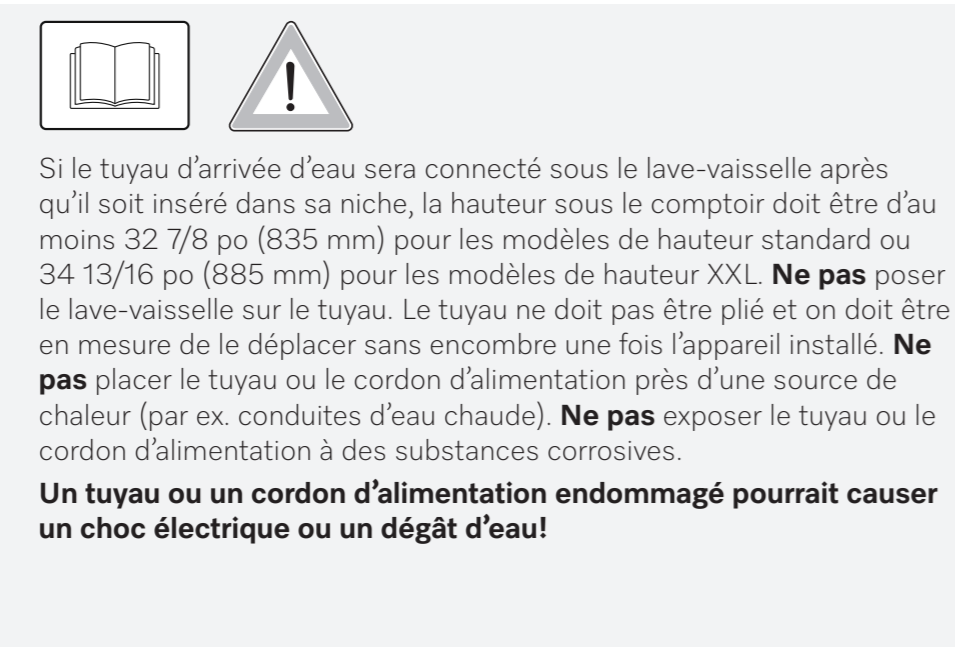 Si le tuyau d’arrivée d’eau sera connecté sous le lave-vaisselle après
qu’il soit inséré dans sa niche, la hauteur sous le comptoir doit être d’au
moins 32 7/8 po (835 mm) pour les modèles de hauteur standard ou
34 13/16 po (885 mm) pour les modèles de hauteur XXL. Ne pas poser
le lave-vaisselle sur le tuyau. Le tuyau ne doit pas être plié et on doit être
en mesure de le déplacer sans encombre une fois l’appareil installé. Ne
pas placer le tuyau ou le cordon d’alimentation près d’une source de
chaleur (par ex. conduites d’eau chaude). Ne pas exposer le tuyau ou le
cordon d’alimentation à des substances corrosives.
Un tuyau ou un cordon d’alimentation endommagé pourrait causer
un choc électrique ou un dégât d’eau!